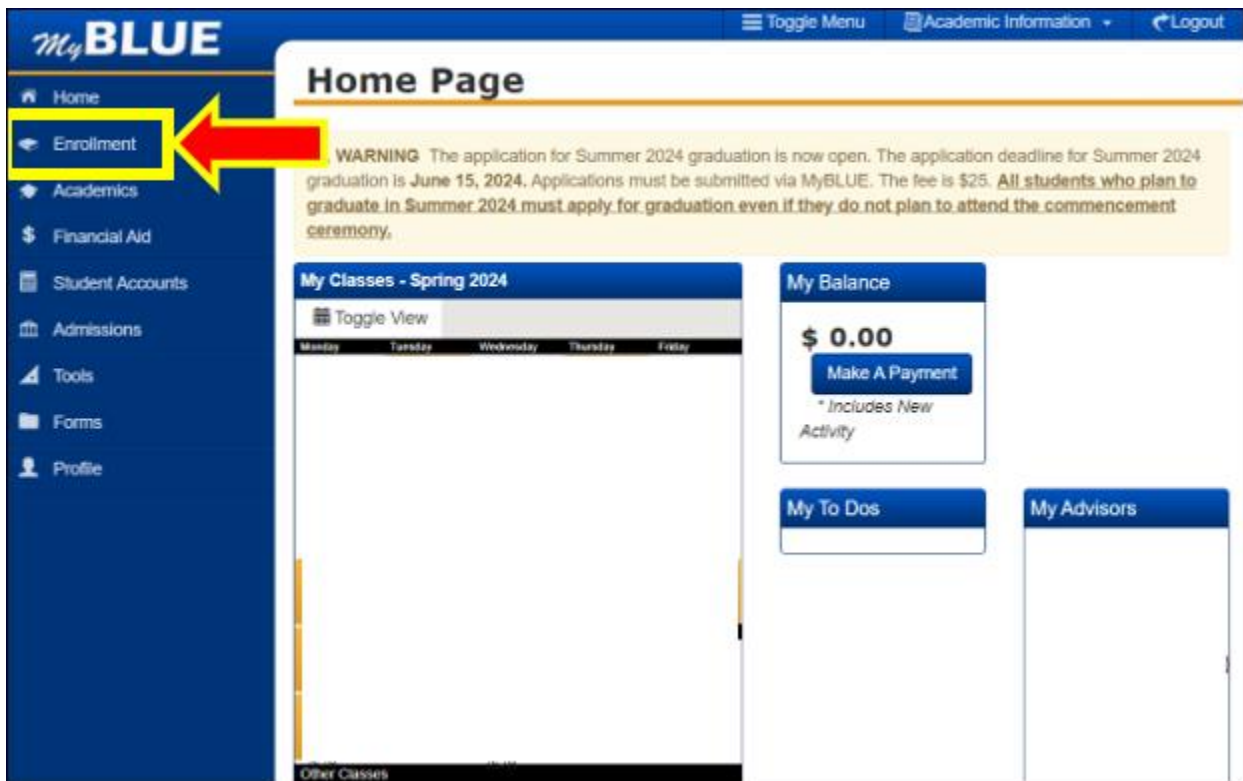 MyBLUE
Toggle Menu
Academic Information
Logout
Home
Enrollment
Academics
Financial Aid
Student Accounts
Admissions
Tools
Forms
Profile
Home Page
WARNING The application for Summer 2024 graduation is now open. The application deadline for Summer 2024
graduation is June 15, 2024. Applications must be submitted via MyBLUE. The fee is $25. All students who plan to
graduate in Summer 2024 must apply for graduation even if they do not plan to attend the commencement
ceremony.
My Classes - Spring 2024
Toggle View
Monday Tuesday Wednesday Thursday Friday
Other Classes
My Balance
$ 0.00
Make A Payment
* Includes New
Activity
My To Dos
My Advisors